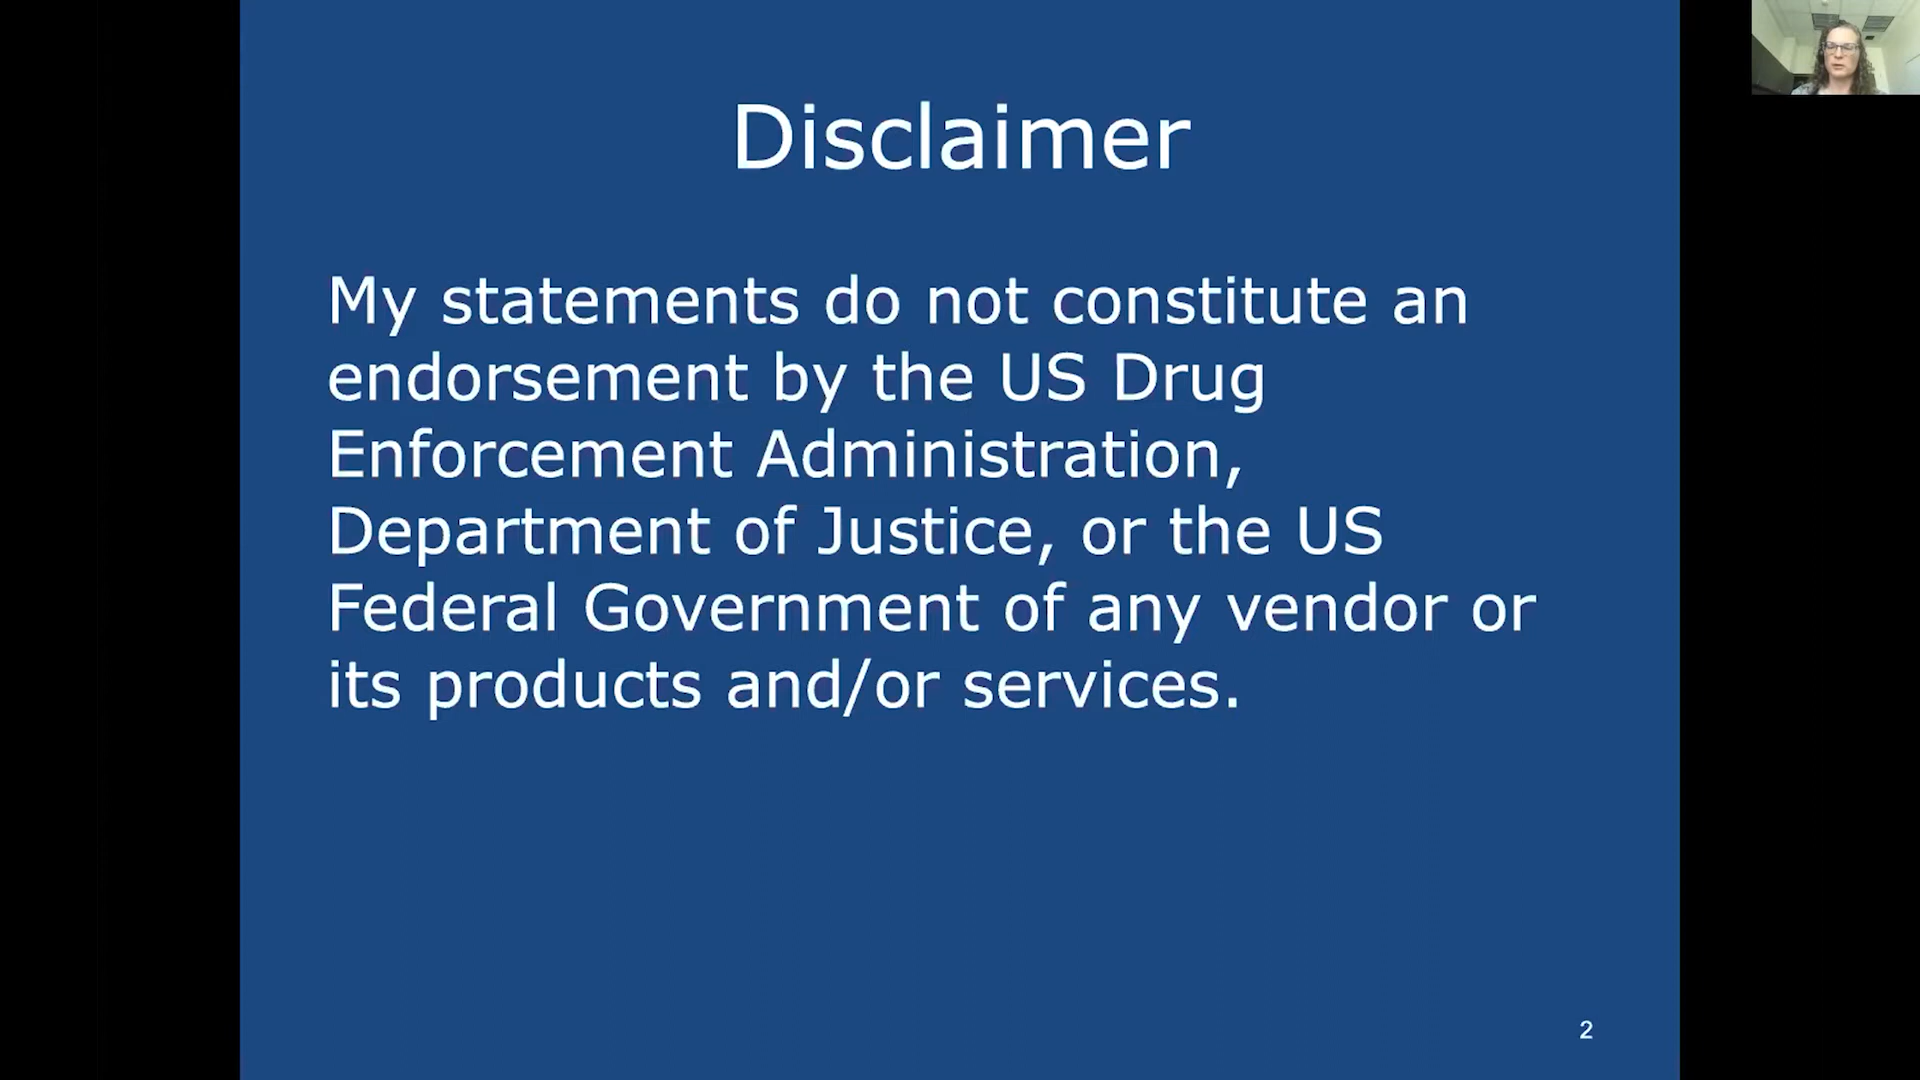 Disclaimer
My statements do not constitute an
endorsement by the US Drug
Enforcement Administration,
Department of Justice, or the US
Federal Government of any vendor or
its products and/or services.
2